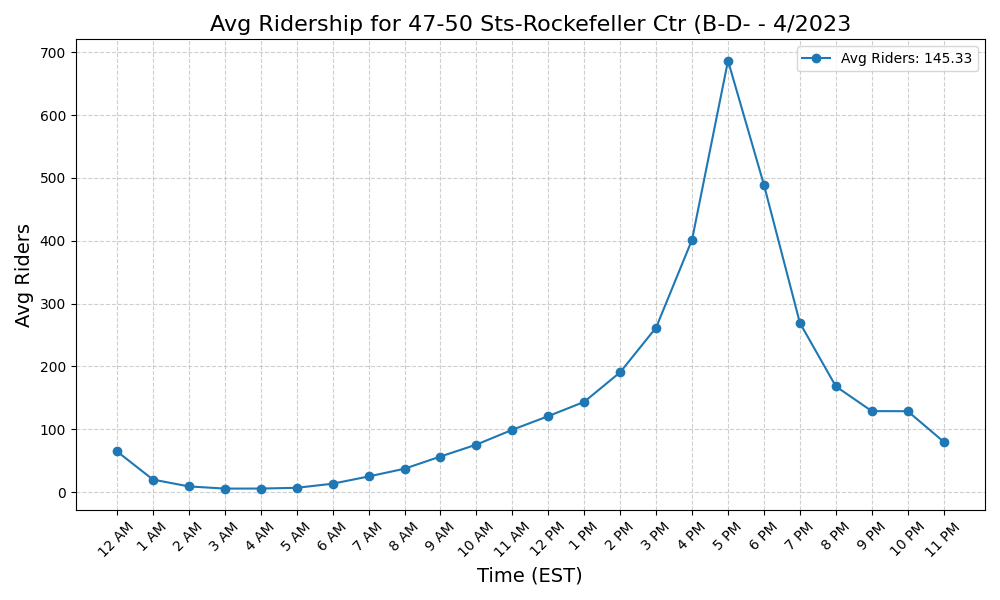 Avg Ridership for 47-50 Sts-Rockefeller Ctr (B-D- - 4/2023
Avg Riders: 145.33
Avg Riders
700
600
500
400
300
200
100
0
12 AM
1 AM
2 AM
3 AM
4 AM
5 AM
6 AM
7 AM
8 AM
9 AM
10 AM
11 AM
12 PM
1 PM
2 PM
3 PM
4 PM
5 PM
6 PM
7 PM
8 PM
9 PM
10 PM
11 PM
Time (EST)